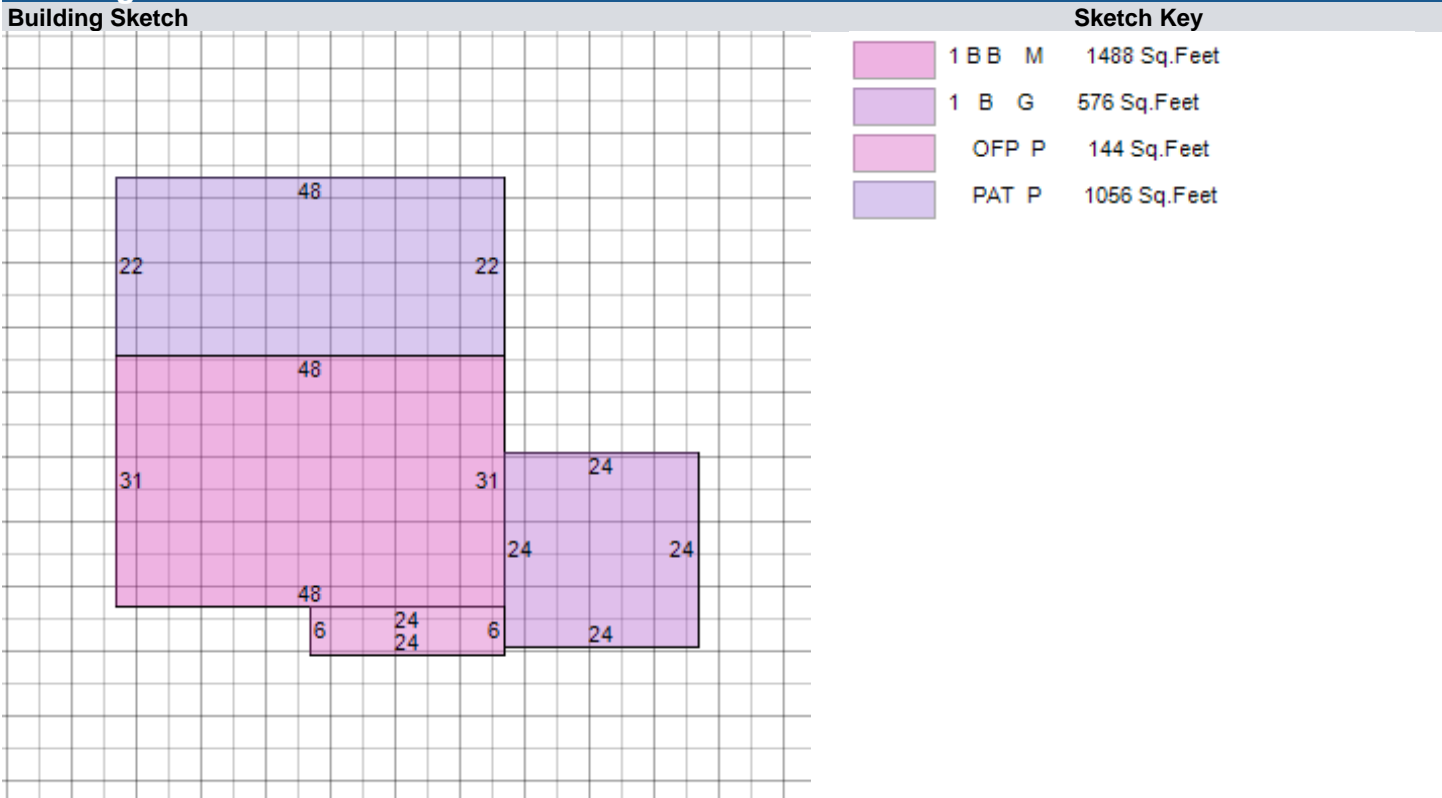 Building Sketch Sketch Key
1 B B M 1488 Sq.Feet
1 B G 576 Sq.Feet
OFP P 144 Sq.Feet
PAT P 1056 Sq.Feet
48
22 22
48
31 31
24
24 24
48
24
6 6
24
24